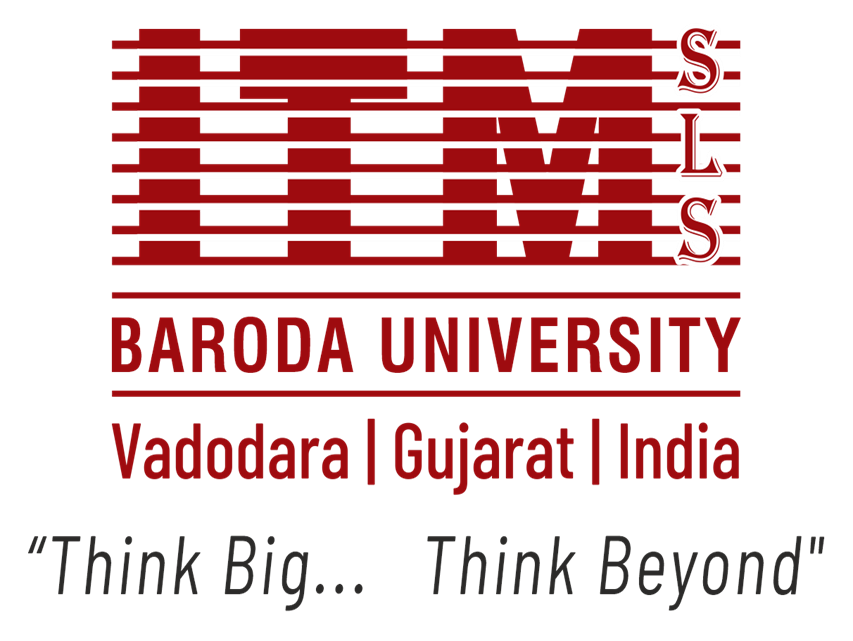 ITM SLS
BARODA UNIVERSITY
Vadodara | Gujarat | India
“Think Big... Think Beyond"